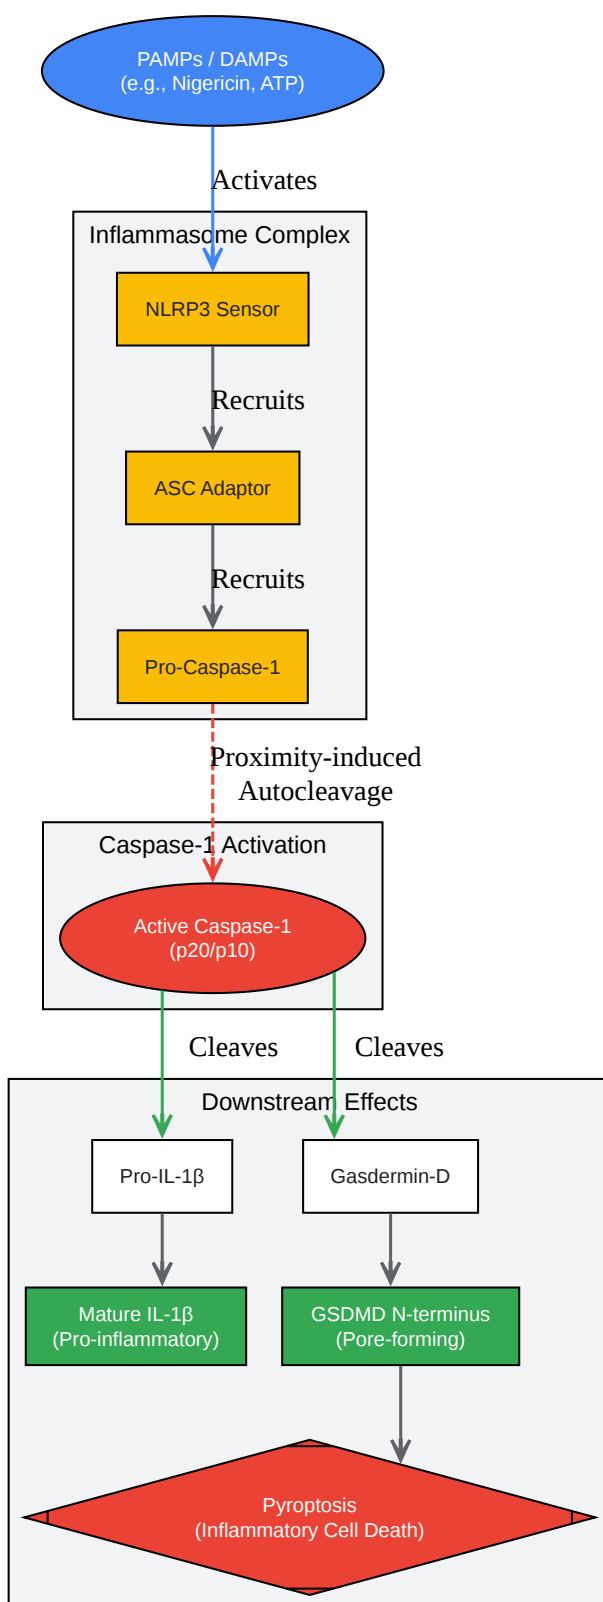 PAMPs / DAMPs
(e.g., Nigericin, ATP)
Activates
Inflammasome Complex
NLRP3 Sensor
Recruits
ASC Adaptor
Recruits
Pro-Caspase-1
Proximity-induced
Autocleavage
Caspase-1 Activation
Active Caspase-1
(p20/p10)
Cleaves
Cleaves
Downstream Effects
Pro-IL-1β
Gasdermin-D
Mature IL-1β
(Pro-inflammatory)
GSDMD N-terminus
(Pore-forming)
Pyroptosis
(Inflammatory Cell Death)